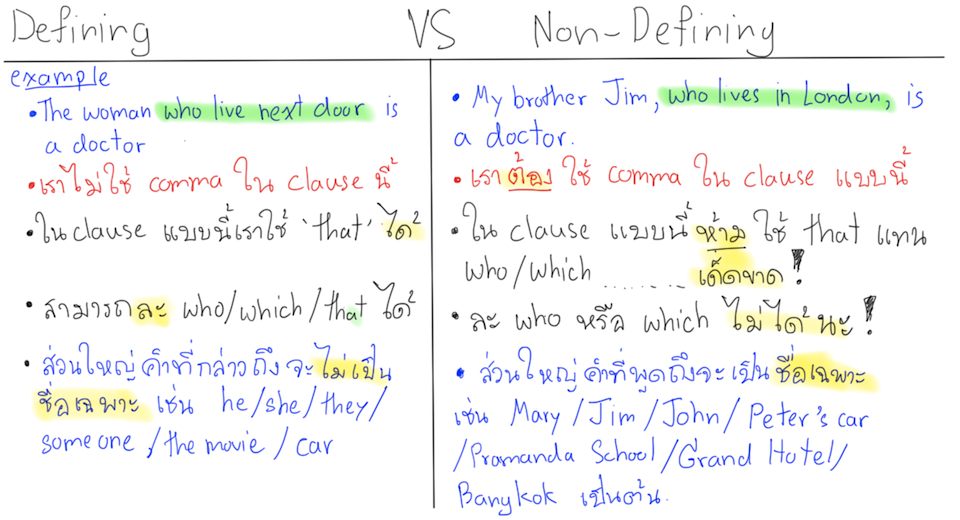 Defining VS Non-Defining
example
• The woman who live next door is
a doctor
• เราไม่ใช้ comma ใน clause นี้
• ใน clause แบบนี้เราใช้ 'that' ได้
• สามารถละ who/which/that ได้
• ส่วนใหญ่คำที่กล่าวถึงจะไม่เป็น
ชื่อเฉพาะ เช่น he/she/they/
someone/the movie/car
• My brother Jim, who lives in London, is
a doctor.
• เราต้องใช้ comma ใน clause แบบนี้
• ใน clause แบบนี้ ห้ามใช้ that แทน
who/which ......... เด็ดขาด!
• ละ who หรือ which ไม่ได้นะ!
• ส่วนใหญ่คำที่พูดถึงจะเป็นชื่อเฉพาะ
เช่น Mary/Jim/John/Peter's car
/Pramanda School/Grand Hotel/
Bangkok เป็นต้น.